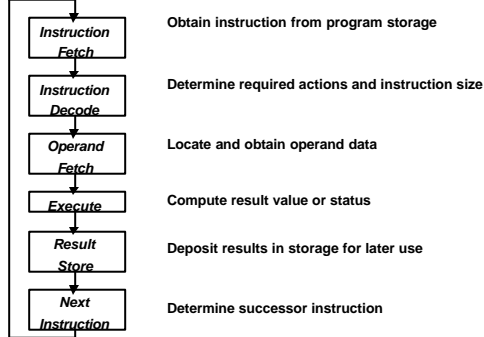 Instruction
Fetch
Obtain instruction from program storage
Instruction
Decode
Determine required actions and instruction size
Operand
Fetch
Locate and obtain operand data
Execute
Compute result value or status
Result
Store
Deposit results in storage for later use
Next
Instruction
Determine successor instruction